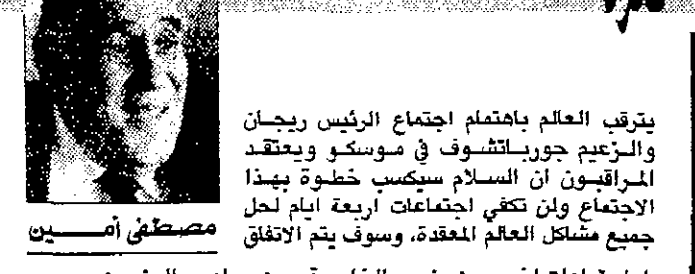 يترقب العالم باهتمام اجتماع الرئيس ريجان
والزعيم جورباتشوف في موسكو ويعتقد
المراقبون ان السلام سيكسب خطوة بهذا
الاجتماع ولن تكفي اجتماعات اربعة ايام لحل
جميع مشاكل العالم المعقدة، وسوف يتم الاتفاق
مصطفى أمين